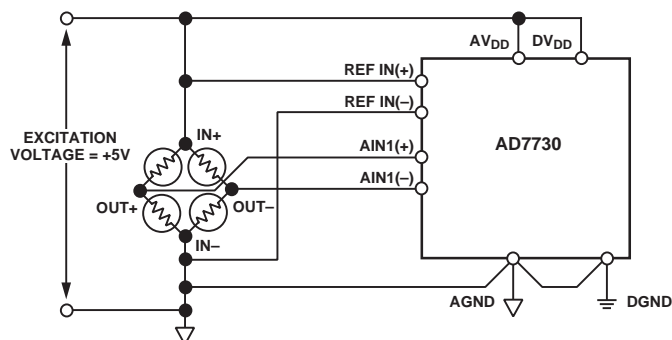 AVDD DVDD
REF IN(+)
REF IN(–)
EXCITATION
VOLTAGE = +5V
IN+
AD7730
AIN1(+)
AIN1(–)
OUT+
OUT–
IN–
AGND
DGND